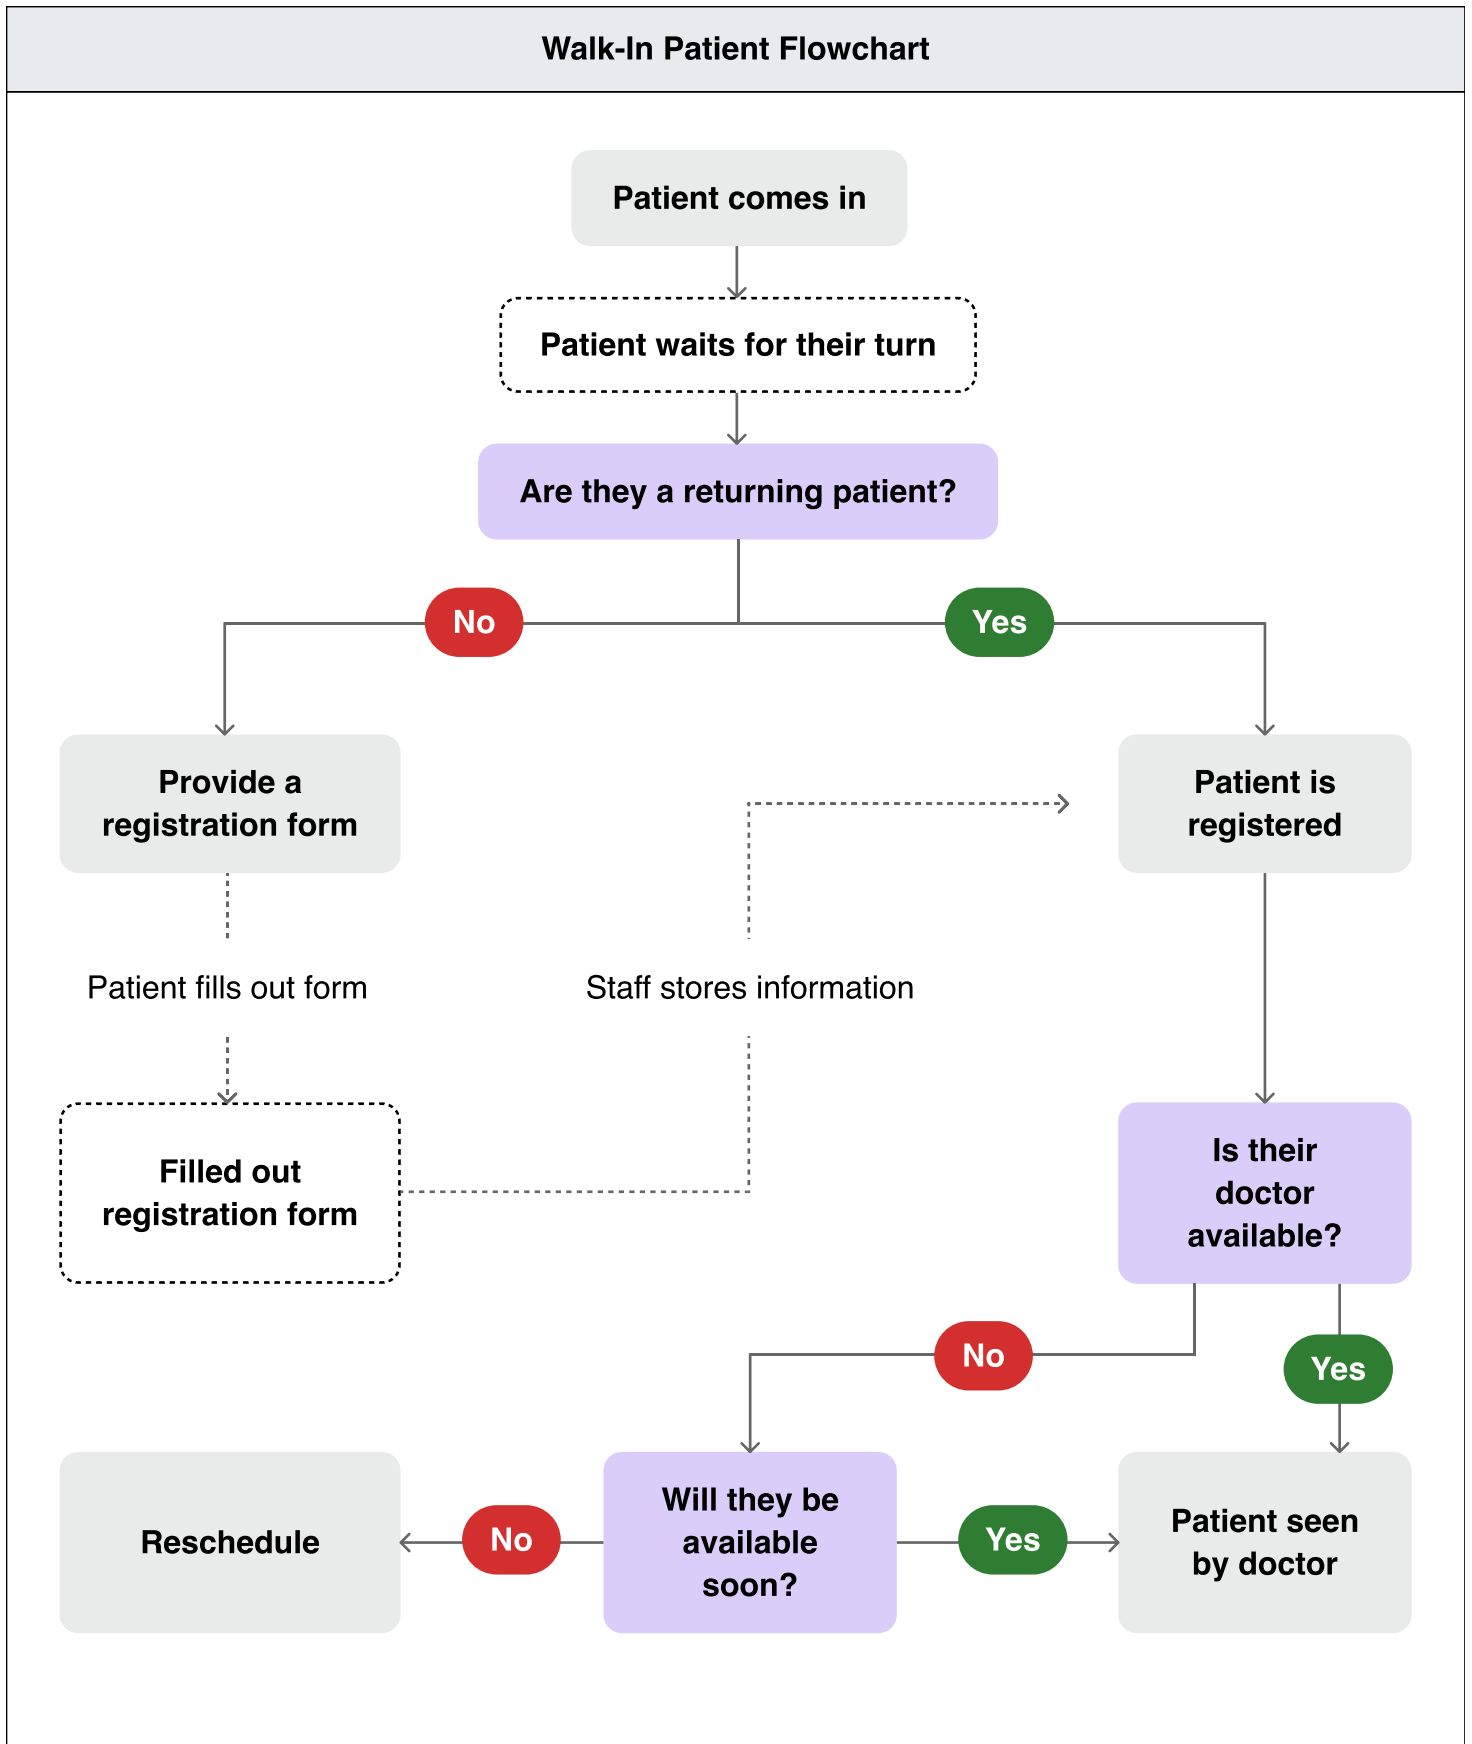 Walk-In Patient Flowchart
Patient comes in
Patient waits for their turn
Are they a returning patient?
No
Yes
Provide a
registration form
Patient is
registered
Patient fills out form
Staff stores information
Filled out
registration form
Is their
doctor
available?
No
Yes
Reschedule
No
Will they be
available
soon?
Yes
Patient seen
by doctor